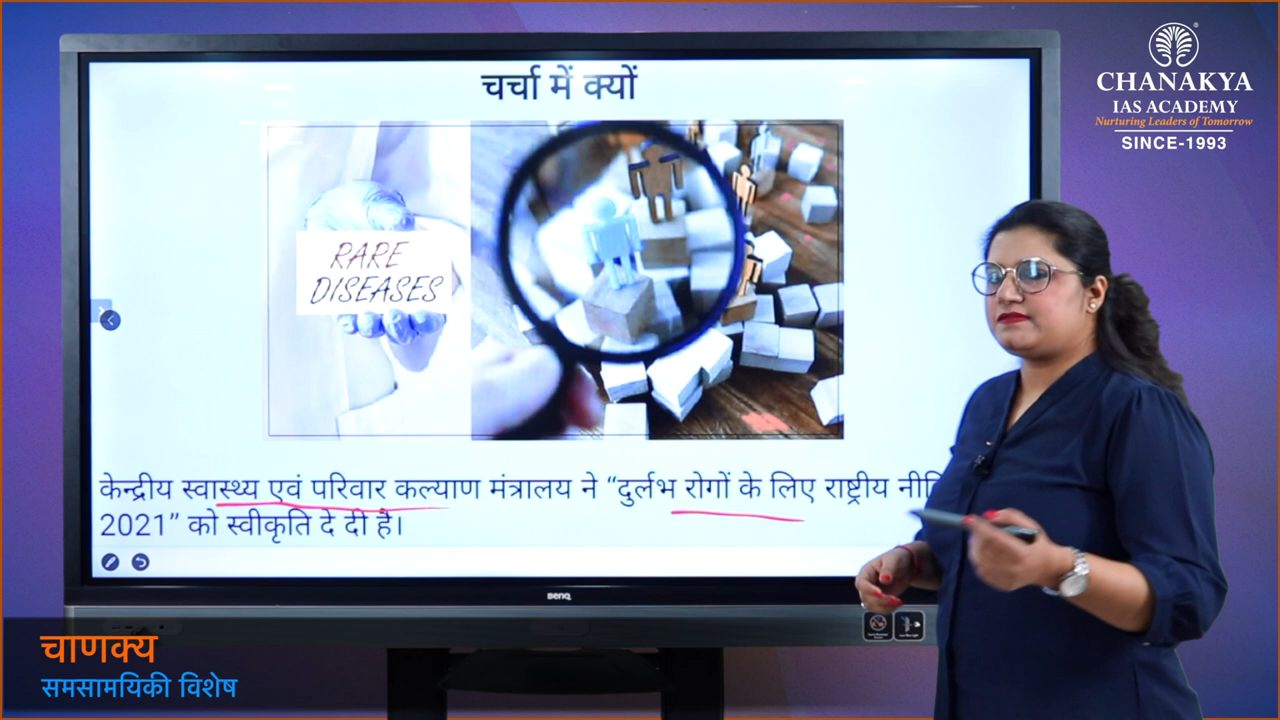 चर्चा में क्यों
RARE
DISEASES
केन्द्रीय स्वास्थ्य एवं परिवार कल्याण मंत्रालय ने “दुर्लभ रोगों के लिए राष्ट्रीय
2021” को स्वीकृति दे दी है।
BenQ
CHANAKYA
IAS ACADEMY
Nurturing Leaders of Tomorrow
SINCE-1993
चाणक्य
समसामयिकी विशेष